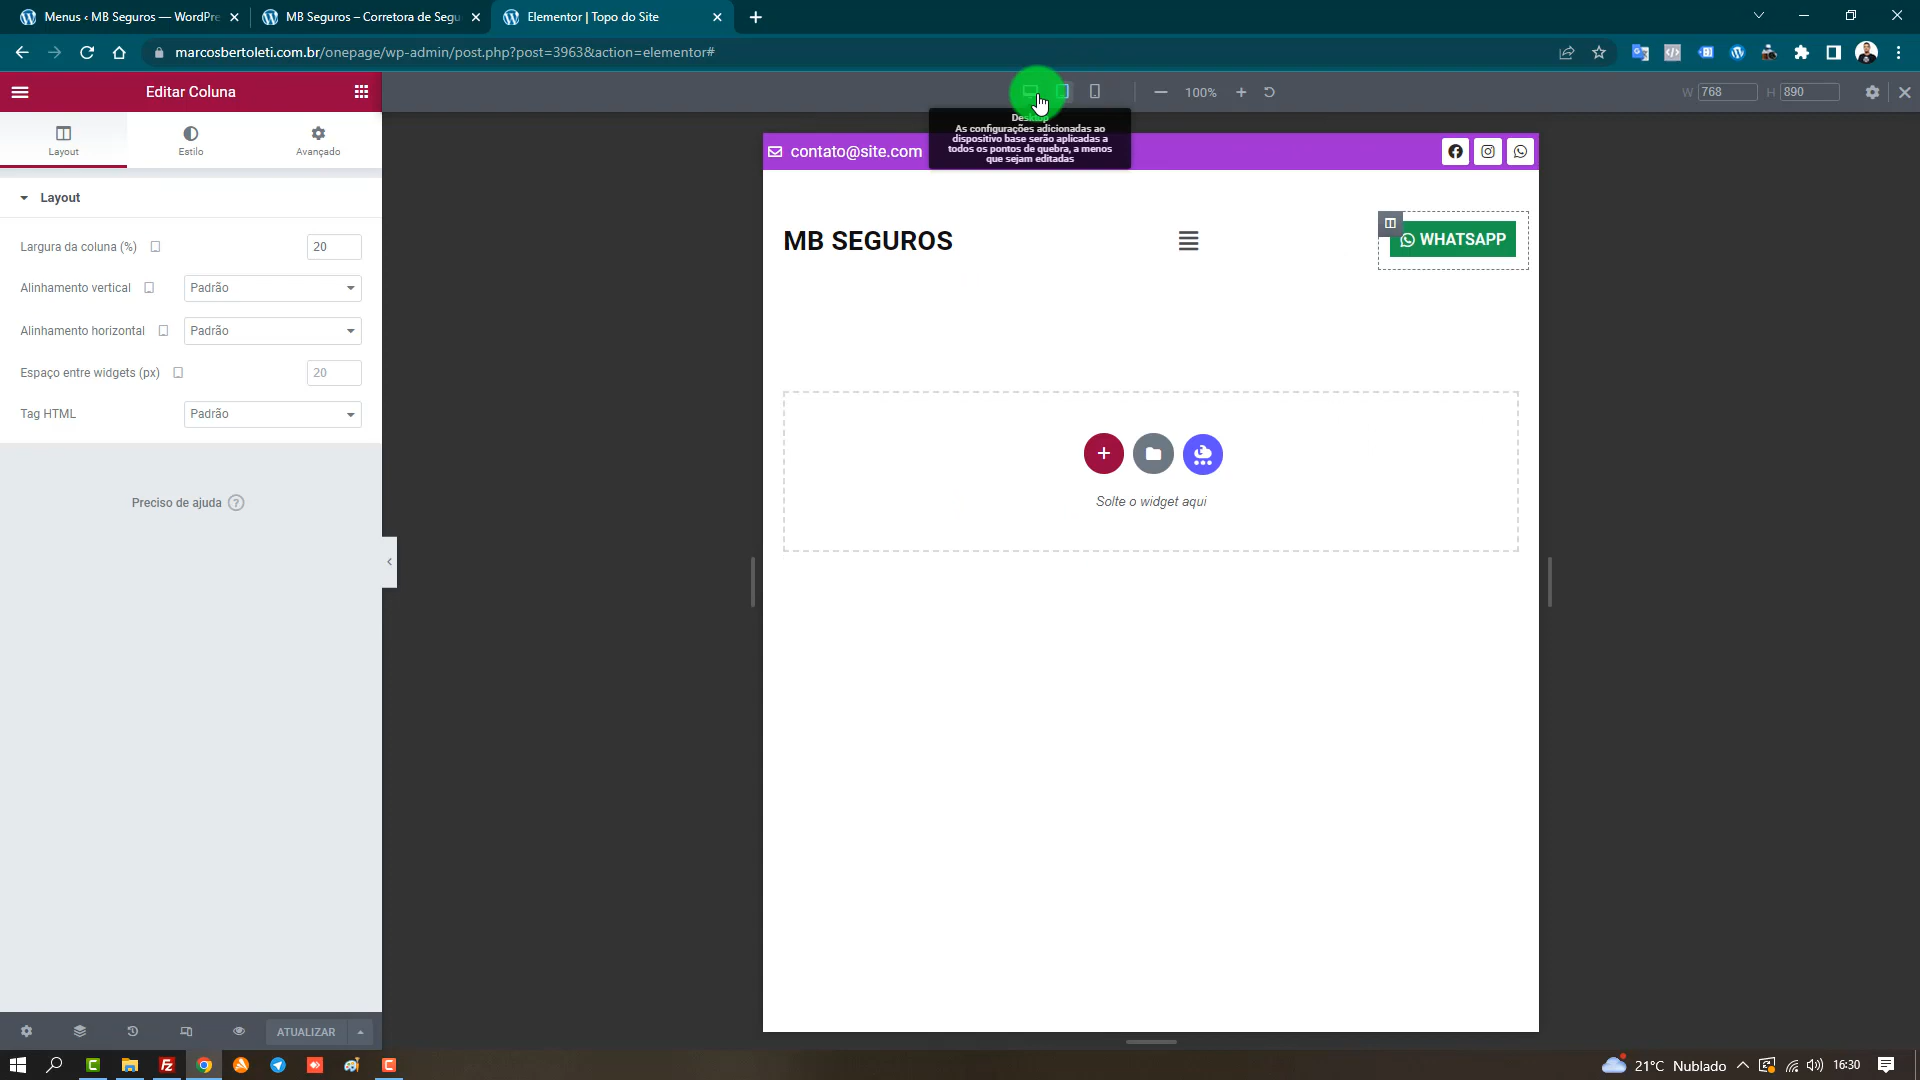 Menus ‹ MB Seguros — WordPre
MB Seguros – Corretora de Segu
Elementor | Topo do Site
marcosbertoleti.com.br/onepage/wp-admin/post.php?post=3963&action=elementor#
Editar Coluna
100%
W 768
H 890
Layout
Estilo
Avançado
Desktop
As configurações adicionadas ao
dispositivo base serão aplicadas a
todos os pontos de quebra, a menos
que sejam editadas
contato@site.com
Layout
MB SEGUROS
WHATSAPP
Largura da coluna (%)
20
Alinhamento vertical
Padrão
Alinhamento horizontal
Padrão
Espaço entre widgets (px)
20
Tag HTML
Padrão
Solte o widget aqui
Preciso de ajuda ?
ATUALIZAR
21°C Nublado
16:30